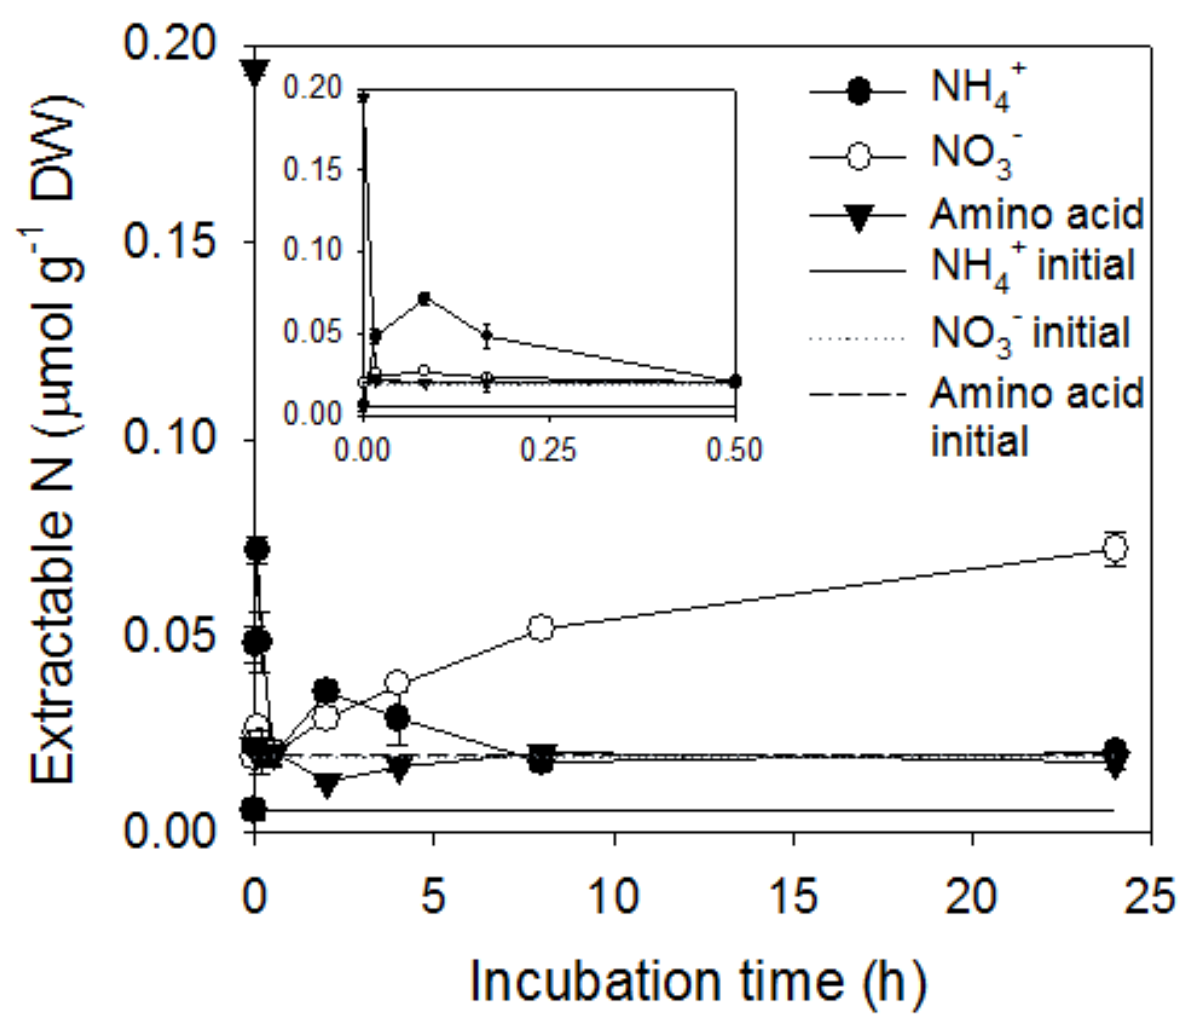 0.20
0.15
0.10
0.05
0.00
Extractable N (µmol g⁻¹ DW)
0.20
0.15
0.10
0.05
0.00
0.00 0.25 0.50
NH₄⁺
NO₃⁻
Amino acid
NH₄⁺ initial
NO₃⁻ initial
Amino acid
initial
0 5 10 15 20 25
Incubation time (h)